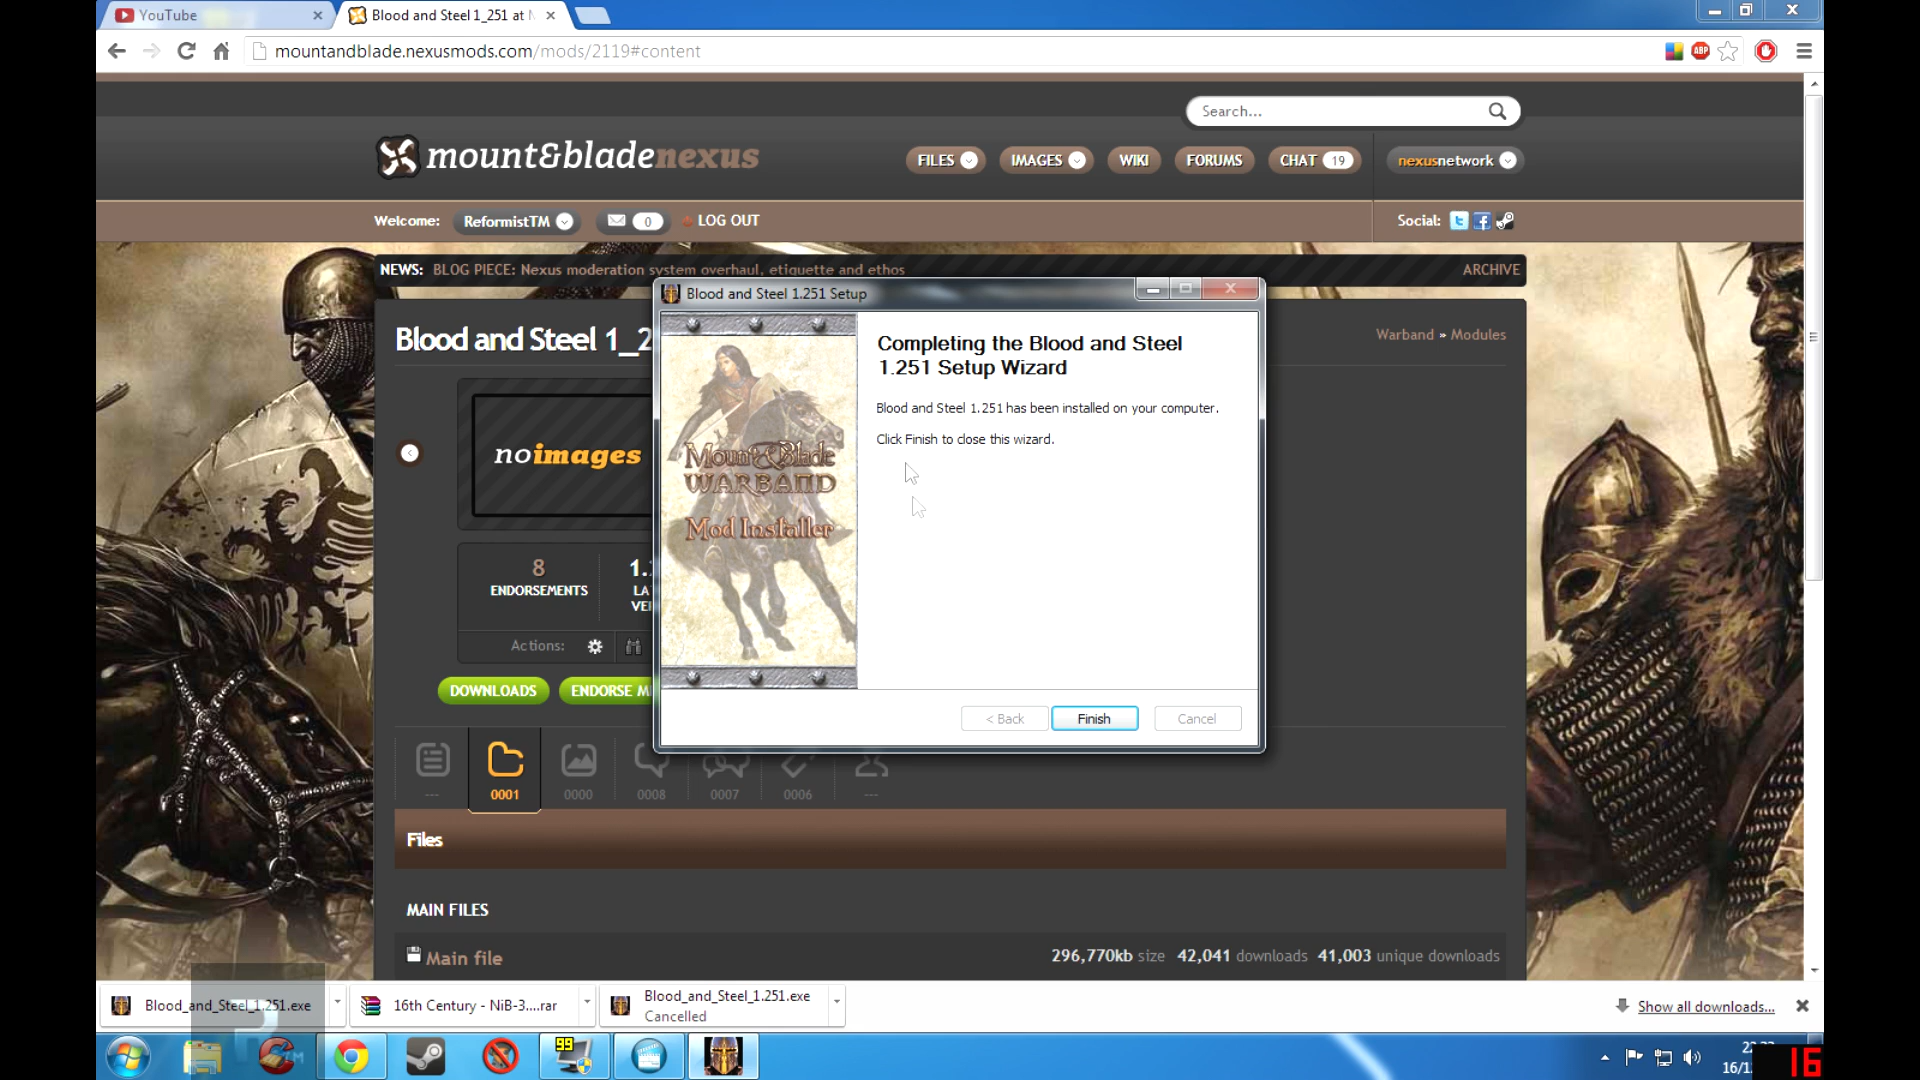 YouTube
Blood and Steel 1_251 at
mountandblade.nexusmods.com/mods/2119#content
ABP
Search...
mount&bladenexus
FILES
IMAGES
WIKI
FORUMS
CHAT 19
nexusnetwork
Welcome: ReformistTM 0 LOG OUT
Social:
NEWS: BLOG PIECE: Nexus moderation system overhaul, etiquette and ethos
ARCHIVE
Blood and Steel 1_2
Warband » Modules
noimages
8
ENDORSEMENTS
Actions:
DOWNLOADS
ENDORSE
Blood and Steel 1.251 Setup
Mount&Blade
WARBAND
Mod Installer
Completing the Blood and Steel
1.251 Setup Wizard
Blood and Steel 1.251 has been installed on your computer.
Click Finish to close this wizard.
< Back
Finish
Cancel
---
0001
0000
0008
0007
0006
---
Files
MAIN FILES
Main file
296,770kb size 42,041 downloads 41,003 unique downloads
Blood_and_Steel_1.251.exe
16th Century - NiB-3....rar
Blood_and_Steel_1.251.exe
Cancelled
Show all downloads...
99
16